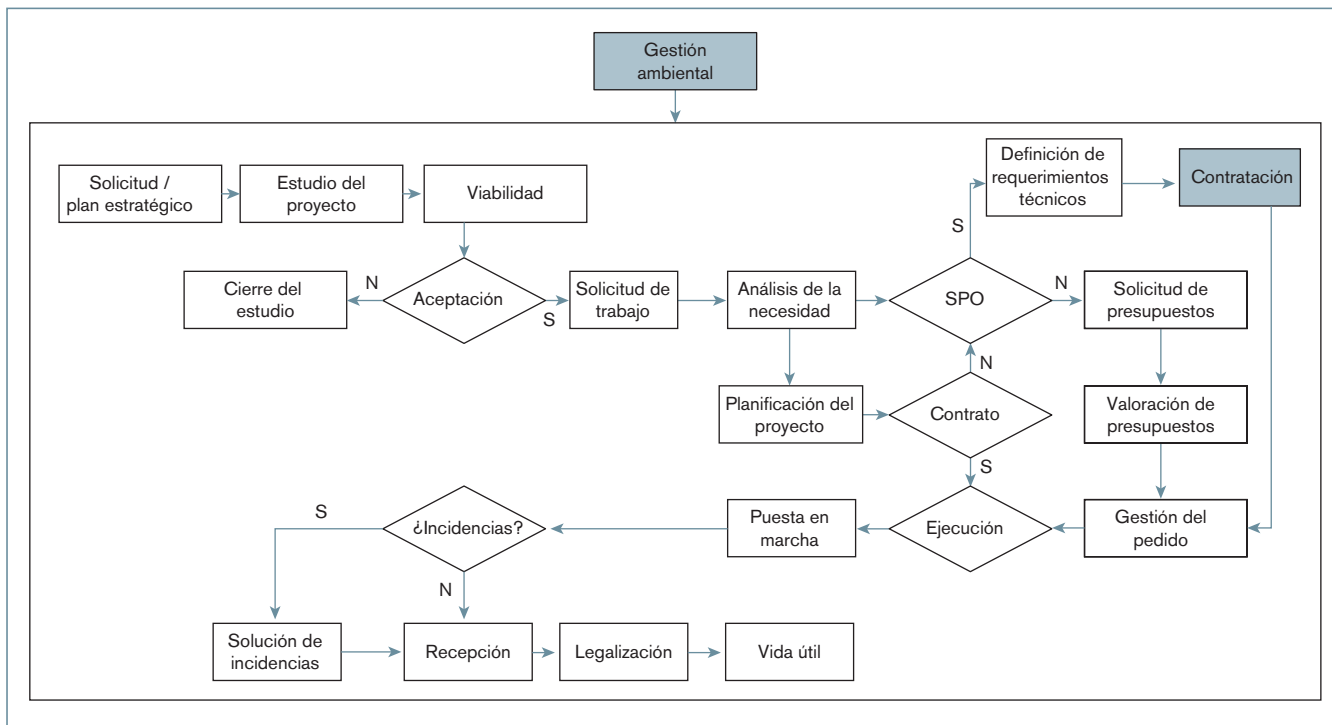 Gestión
ambiental
Solicitud /
plan estratégico
Estudio del
proyecto
Viabilidad
Definición de
requerimientos
técnicos
Contratación
S
Cierre del
estudio
N
Aceptación
S
Solicitud de
trabajo
Análisis de la
necesidad
SPO
N
Solicitud de
presupuestos
N
Planificación del
proyecto
Contrato
Valoración de
presupuestos
S
S
¿Incidencias?
Puesta en
marcha
Ejecución
Gestión del
pedido
N
Solución de
incidencias
Recepción
Legalización
Vida útil